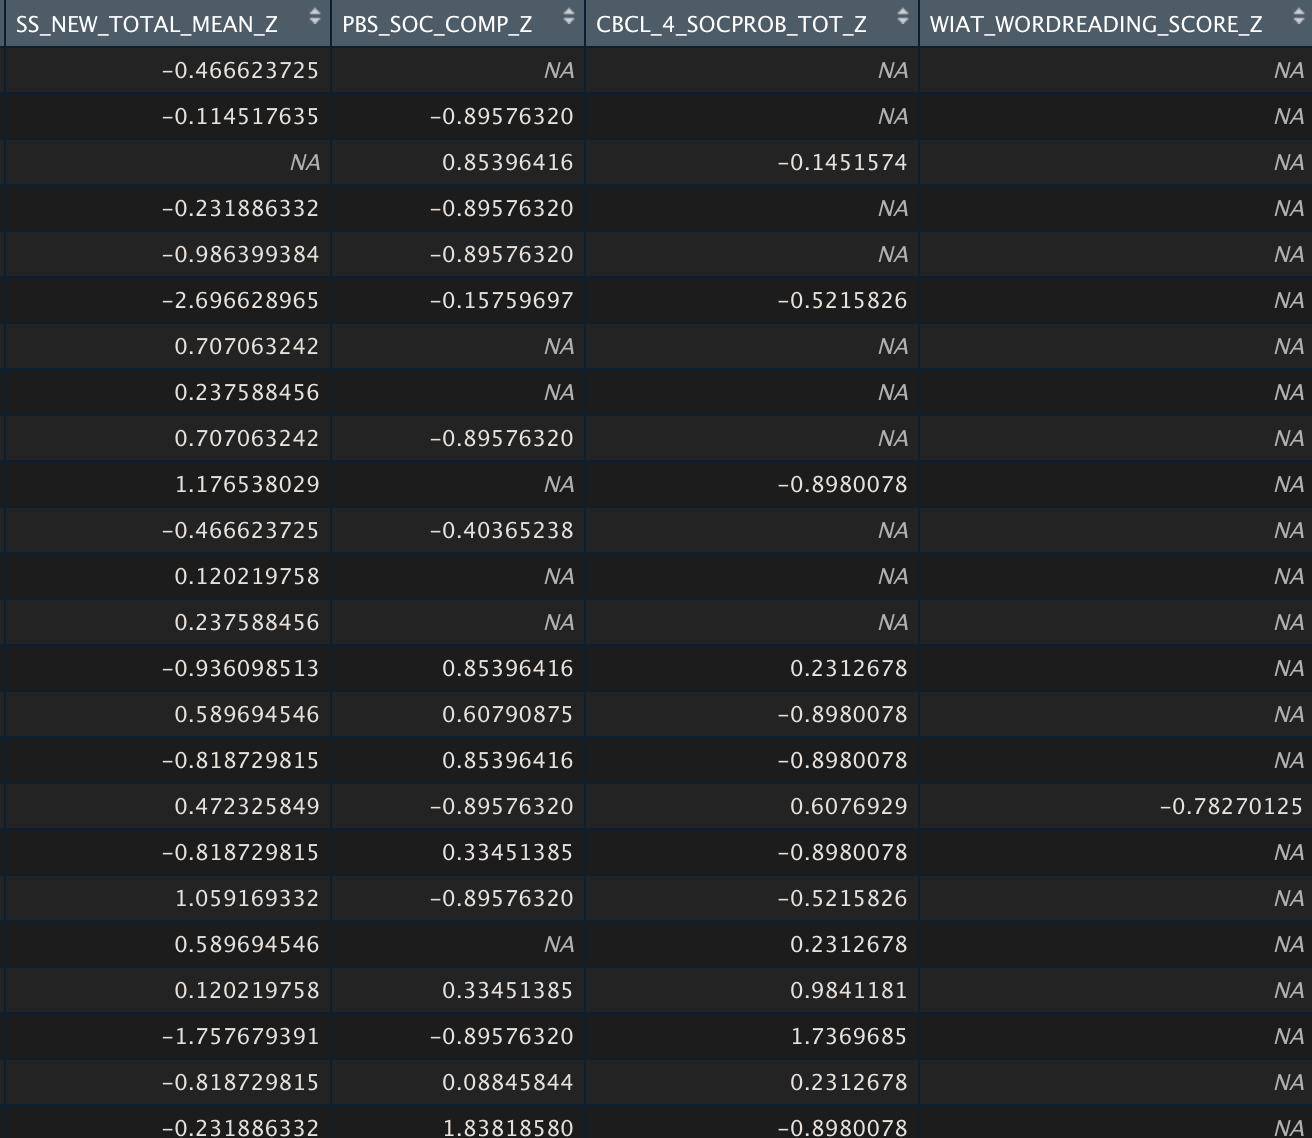 SS_NEW_TOTAL_MEAN_Z PBS_SOC_COMP_Z CBCL_4_SOCPROB_TOT_Z WIAT_WORDREADING_SCORE_Z
-0.466623725 NA NA NA
-0.114517635 -0.89576320 NA NA
NA 0.85396416 -0.1451574 NA
-0.231886332 -0.89576320 NA NA
-0.986399384 -0.89576320 NA NA
-2.696628965 -0.15759697 -0.5215826 NA
0.707063242 NA NA NA
0.237588456 NA NA NA
0.707063242 -0.89576320 NA NA
1.176538029 NA -0.8980078 NA
-0.466623725 -0.40365238 NA NA
0.120219758 NA NA NA
0.237588456 NA NA NA
-0.936098513 0.85396416 0.2312678 NA
0.589694546 0.60790875 -0.8980078 NA
-0.818729815 0.85396416 -0.8980078 NA
0.472325849 -0.89576320 0.6076929 -0.78270125
-0.818729815 0.33451385 -0.8980078 NA
1.059169332 -0.89576320 -0.5215826 NA
0.589694546 NA 0.2312678 NA
0.120219758 0.33451385 0.9841181 NA
-1.757679391 -0.89576320 1.7369685 NA
-0.818729815 0.08845844 0.2312678 NA
-0.231886332 1.83818580 -0.8980078 NA